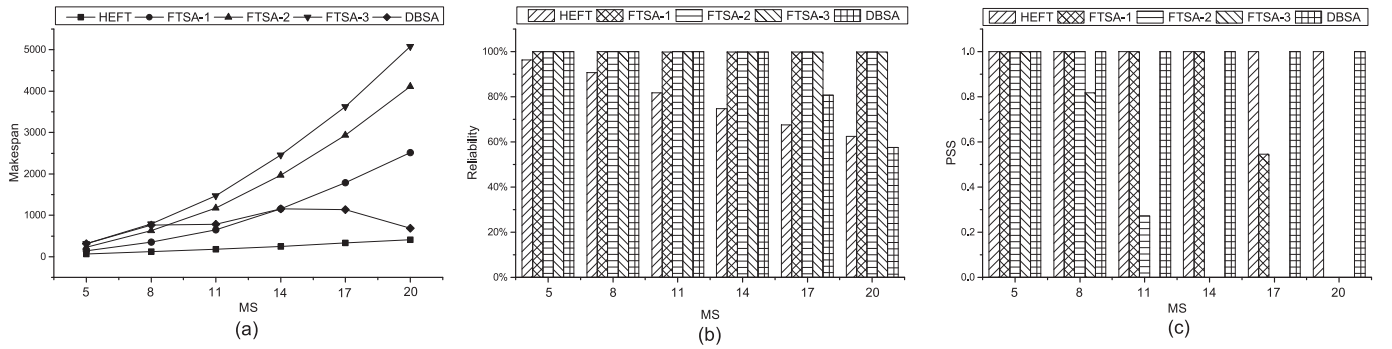 HEFT FTSA-1 FTSA-2 FTSA-3 DBSA
5000
4000
3000
2000
1000
0
Makespan
5 8 11 14 17 20
MS
(a)
HEFT FTSA-1 FTSA-2 FTSA-3 DBSA
100%
80%
60%
40%
20%
0%
Reliability
5 8 11 14 17 20
MS
(b)
HEFT FTSA-1 FTSA-2 FTSA-3 DBSA
1.0
0.8
0.6
0.4
0.2
0.0
PSS
5 8 11 14 17 20
MS
(c)